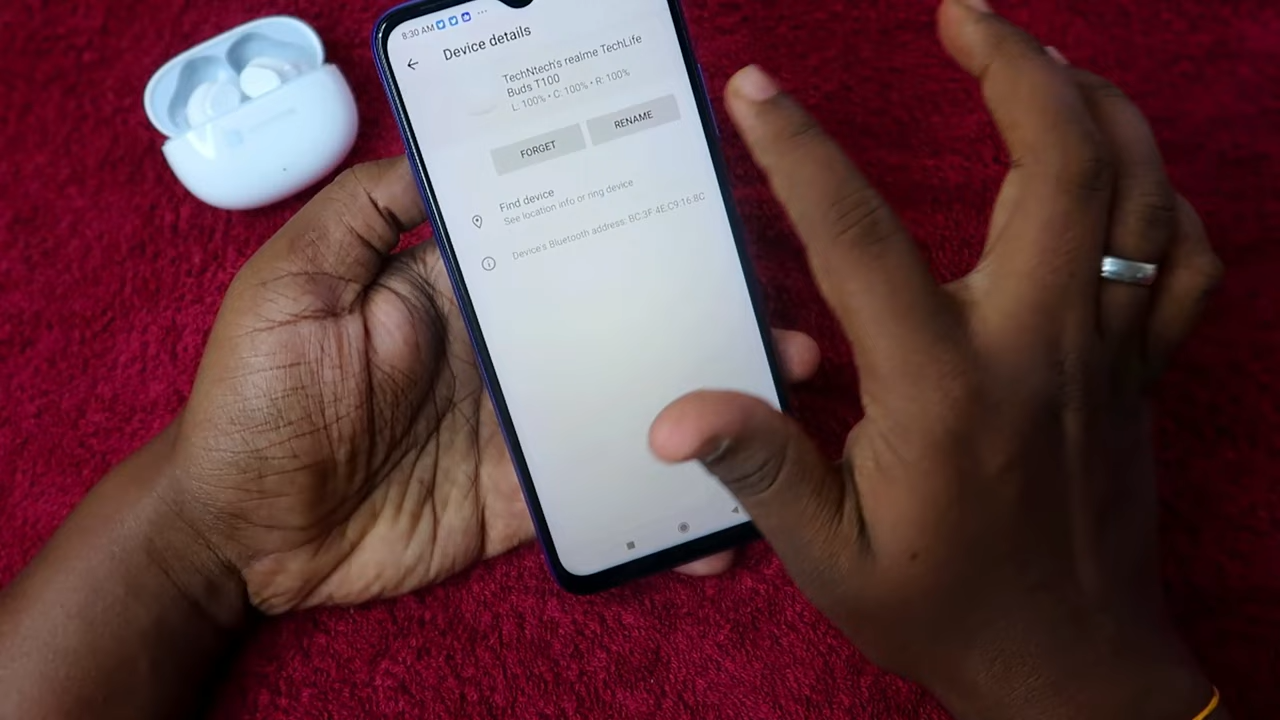 8:30 AM
Device details
TechNtech's realme TechLife
Buds T100
L: 100% • C: 100% • R: 100%
FORGET
RENAME
Find device
See location info or ring device
Device's Bluetooth address: BC:3F:4E:C9:16:8C